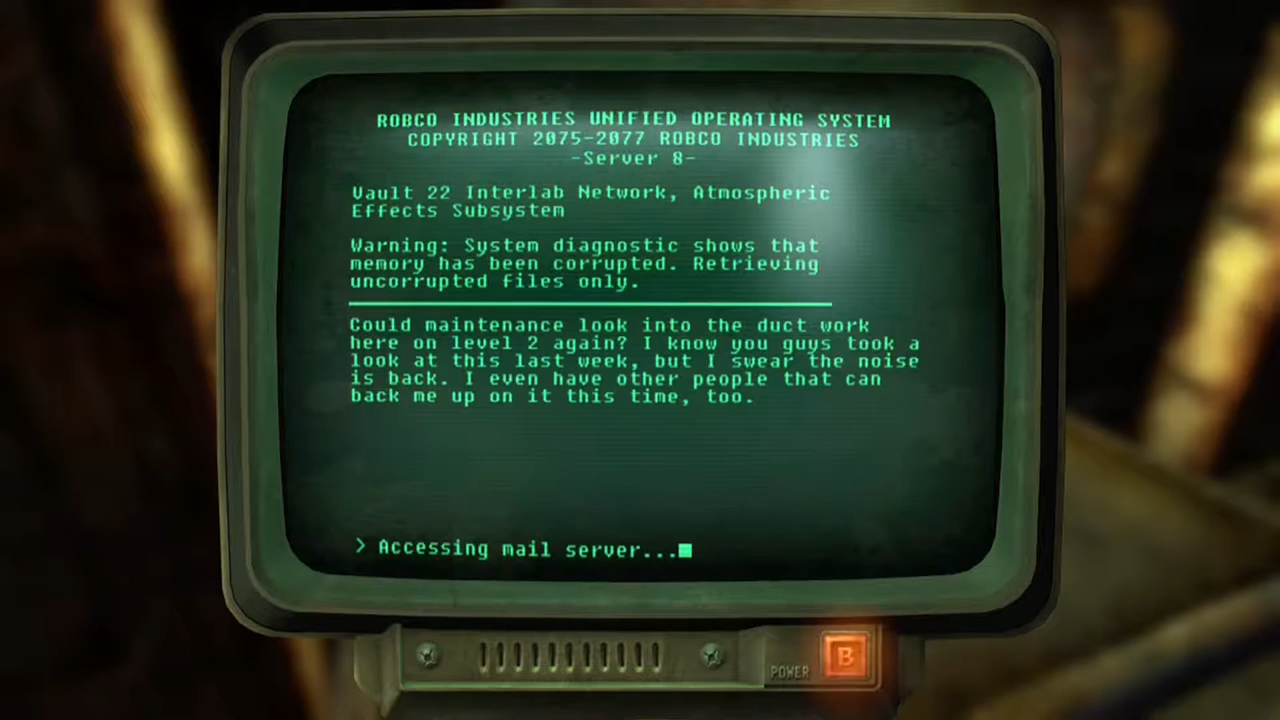 ROBCO INDUSTRIES UNIFIED OPERATING SYSTEM
COPYRIGHT 2075-2077 ROBCO INDUSTRIES
-Server 8-
Vault 22 Interlab Network, Atmospheric
Effects Subsystem
Warning: System diagnostic shows that
memory has been corrupted. Retrieving
uncorrupted files only.
Could maintenance look into the duct work
here on level 2 again? I know you guys took a
look at this last week, but I swear the noise
is back. I even have other people that can
back me up on it this time, too.
> Accessing mail server...
POWER
B